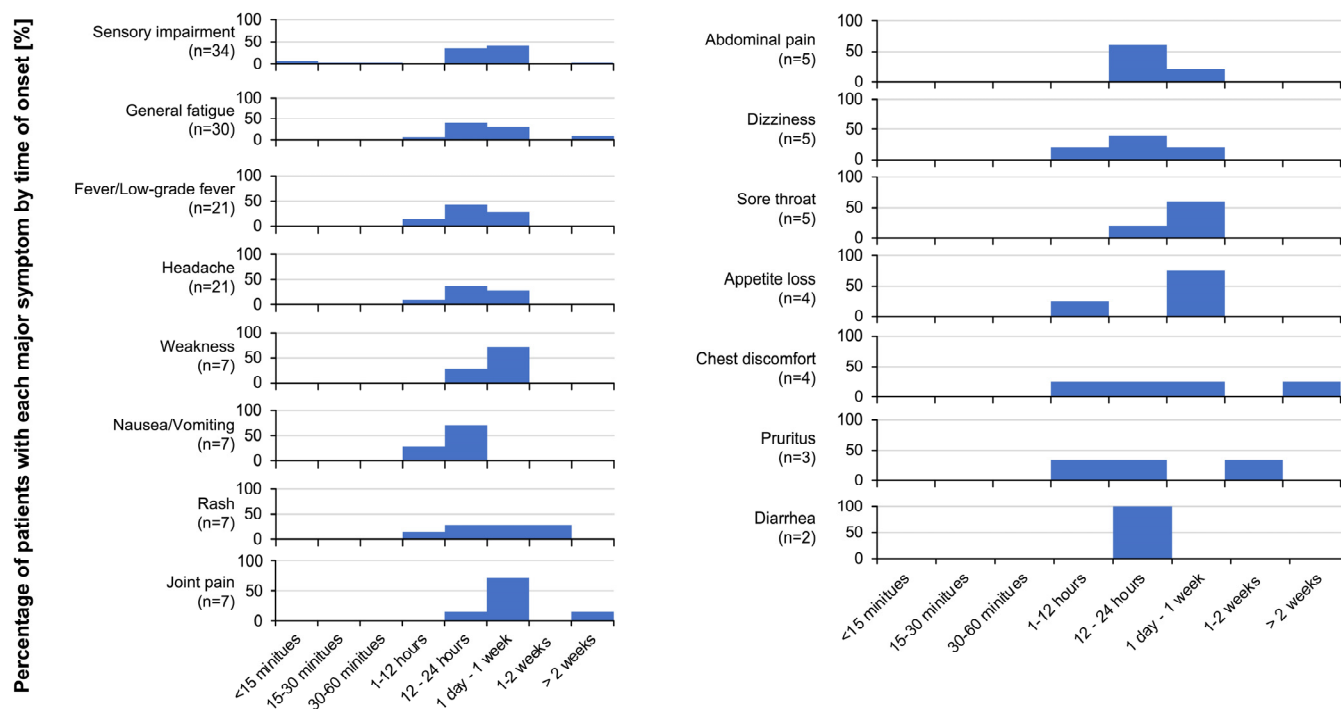 Percentage of patients with each major symptom by time of onset [%]
Sensory impairment
(n=34)
100
50
0
General fatigue
(n=30)
100
50
0
Fever/Low-grade fever
(n=21)
100
50
0
Headache
(n=21)
100
50
0
Weakness
(n=7)
100
50
0
Nausea/Vomiting
(n=7)
100
50
0
Rash
(n=7)
100
50
0
Joint pain
(n=7)
100
50
0
<15 minitues
15-30 minitues
30-60 minitues
1-12 hours
12 - 24 hours
1 day - 1 week
1-2 weeks
> 2 weeks
Abdominal pain
(n=5)
100
50
0
Dizziness
(n=5)
100
50
0
Sore throat
(n=5)
100
50
0
Appetite loss
(n=4)
100
50
0
Chest discomfort
(n=4)
100
50
0
Pruritus
(n=3)
100
50
0
Diarrhea
(n=2)
100
50
0
<15 minitues
15-30 minitues
30-60 minitues
1-12 hours
12 - 24 hours
1 day - 1 week
1-2 weeks
> 2 weeks